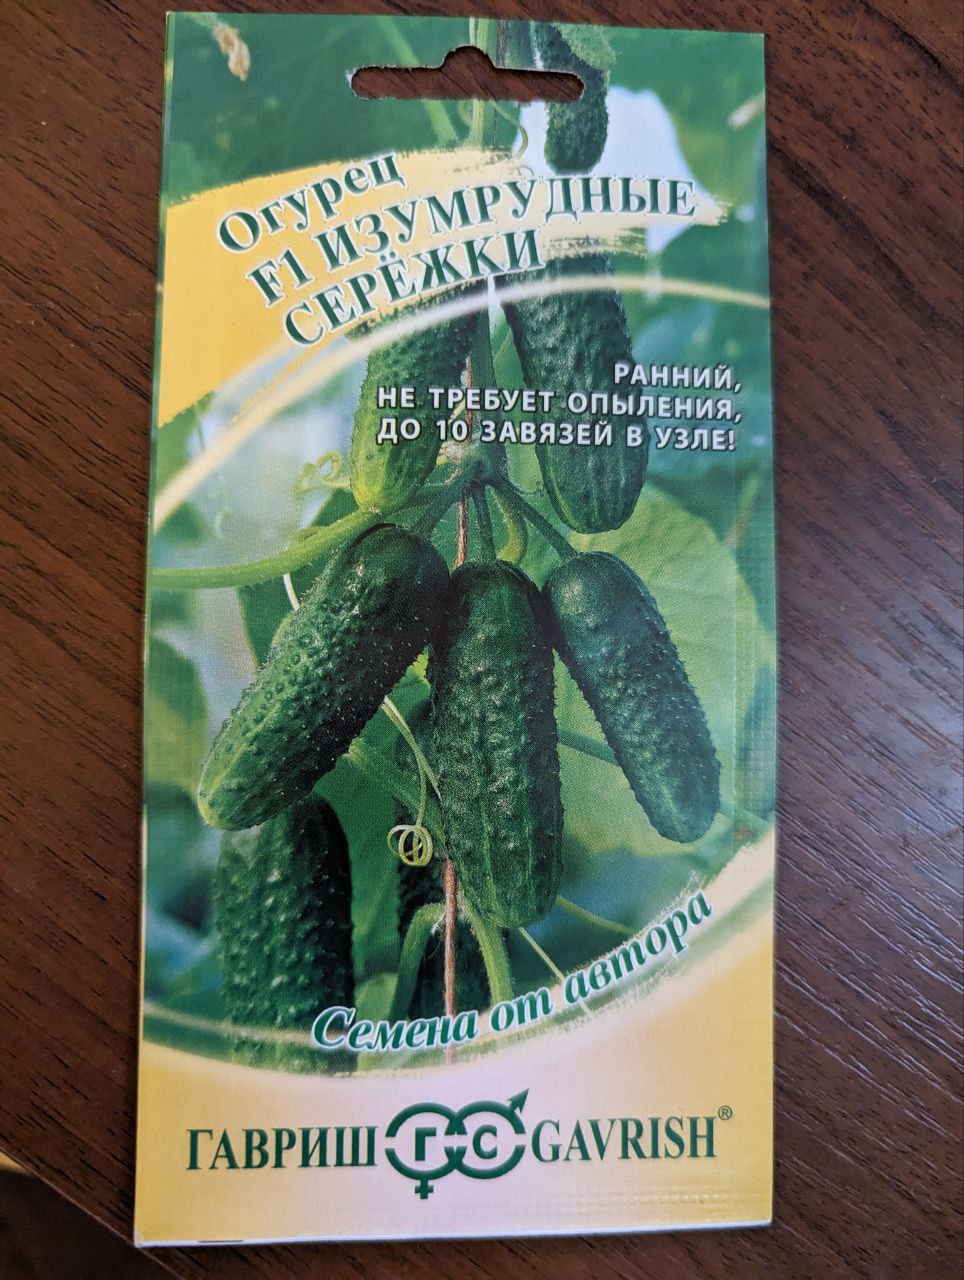 Огурец
F1 ИЗУМРУДНЫЕ
СЕРЁЖКИ
РАННИЙ,
НЕ ТРЕБУЕТ ОПЫЛЕНИЯ,
ДО 10 ЗАВЯЗЕЙ В УЗЛЕ!
Семена от автора
ГАВРИШ ГС GAVRISH®